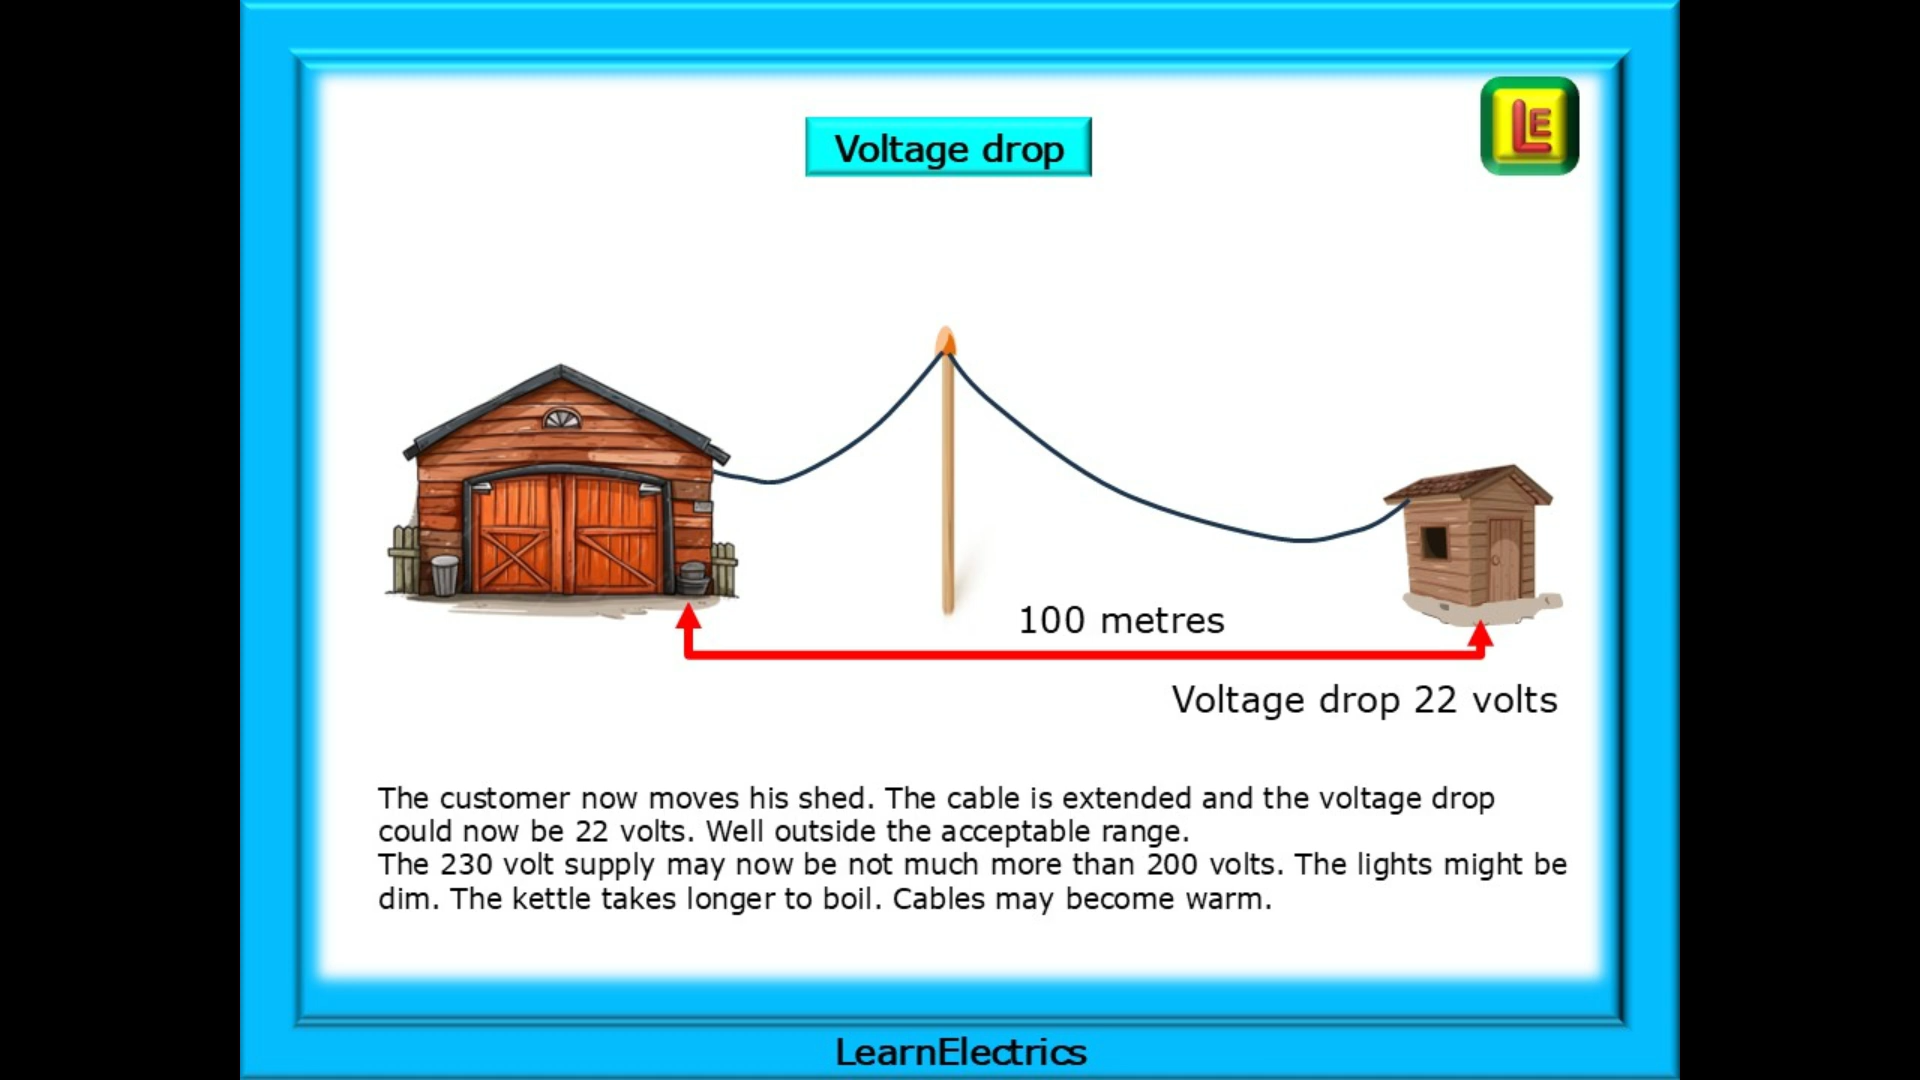 LE
Voltage drop
100 metres
Voltage drop 22 volts
The customer now moves his shed. The cable is extended and the voltage drop
could now be 22 volts. Well outside the acceptable range.
The 230 volt supply may now be not much more than 200 volts. The lights might be
dim. The kettle takes longer to boil. Cables may become warm.
LearnElectrics